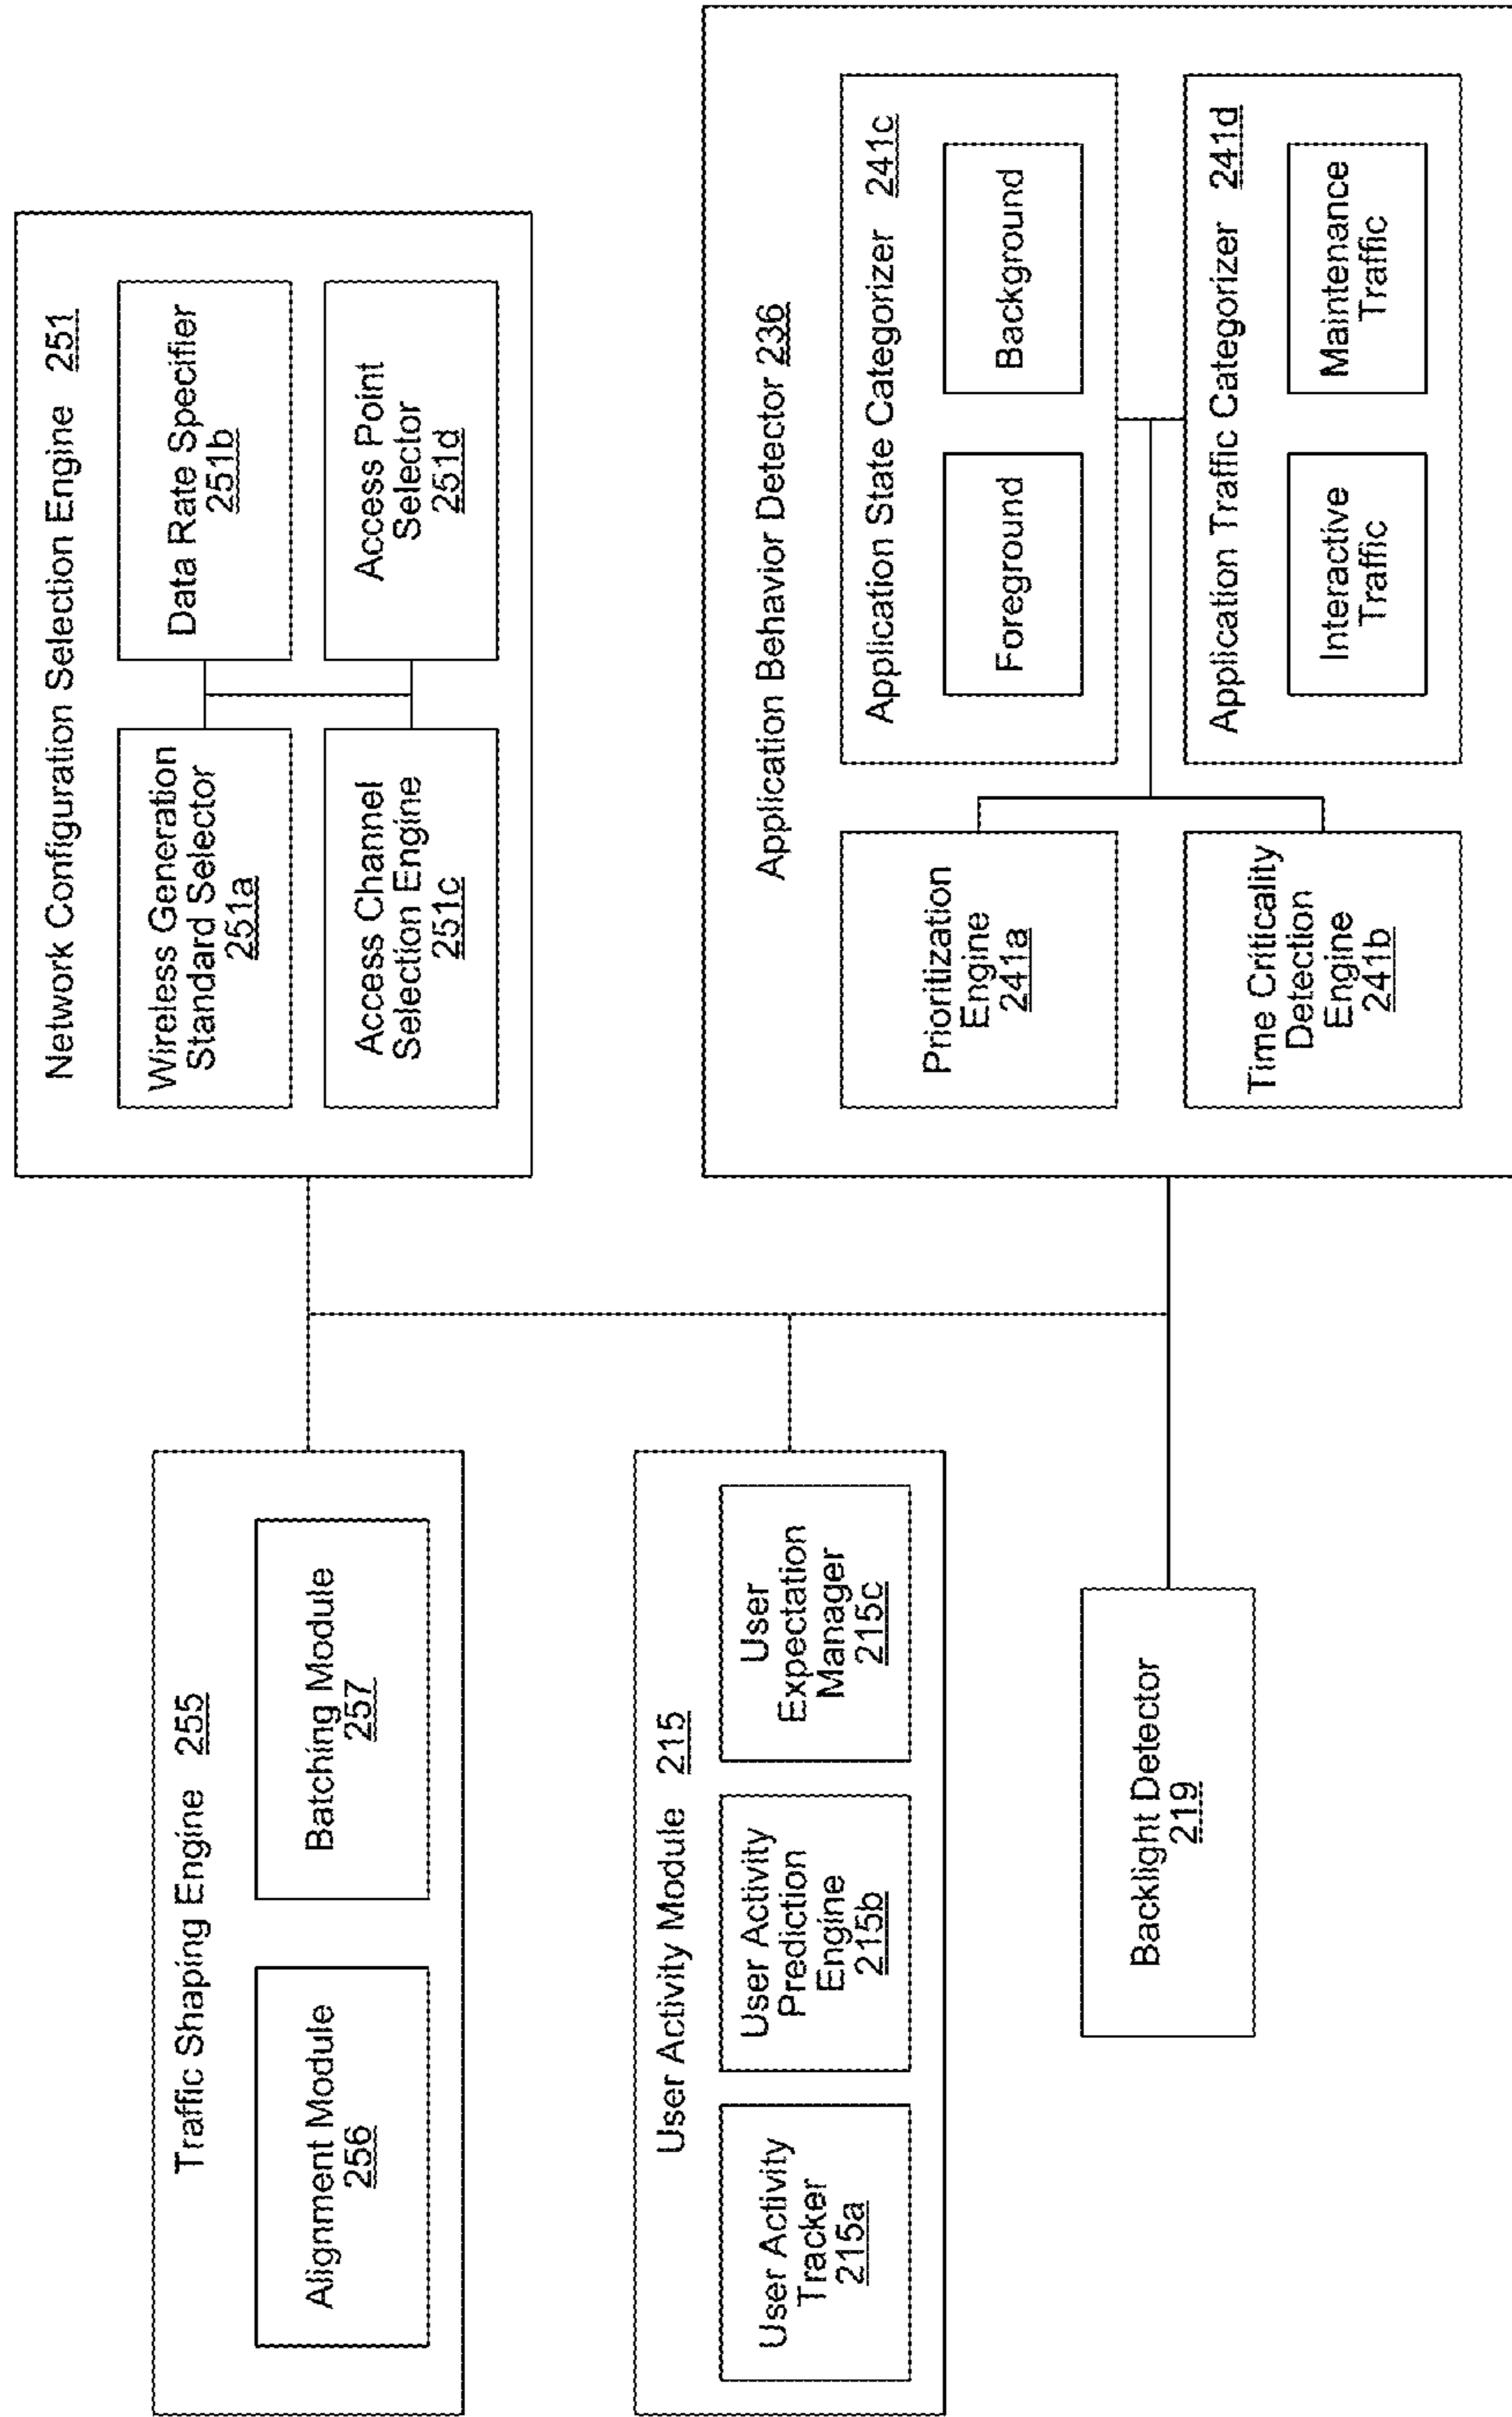 Traffic Shaping Engine 255
Alignment Module
256
Batching Module
257
User Activity Module 215
User Activity
Tracker
215a
User Activity
Prediction
Engine
215b
User
Expectation
Manager
215c
Backlight Detector
219
Network Configuration Selection Engine 251
Wireless Generation
Standard Selector
251a
Data Rate Specifier
251b
Access Channel
Selection Engine
251c
Access Point
Selector
251d
Application Behavior Detector 236
Prioritization
Engine
241a
Time Criticality
Detection
Engine
241b
Application State Categorizer 241c
Foreground
Background
Application Traffic Categorizer 241d
Interactive
Traffic
Maintenance
Traffic